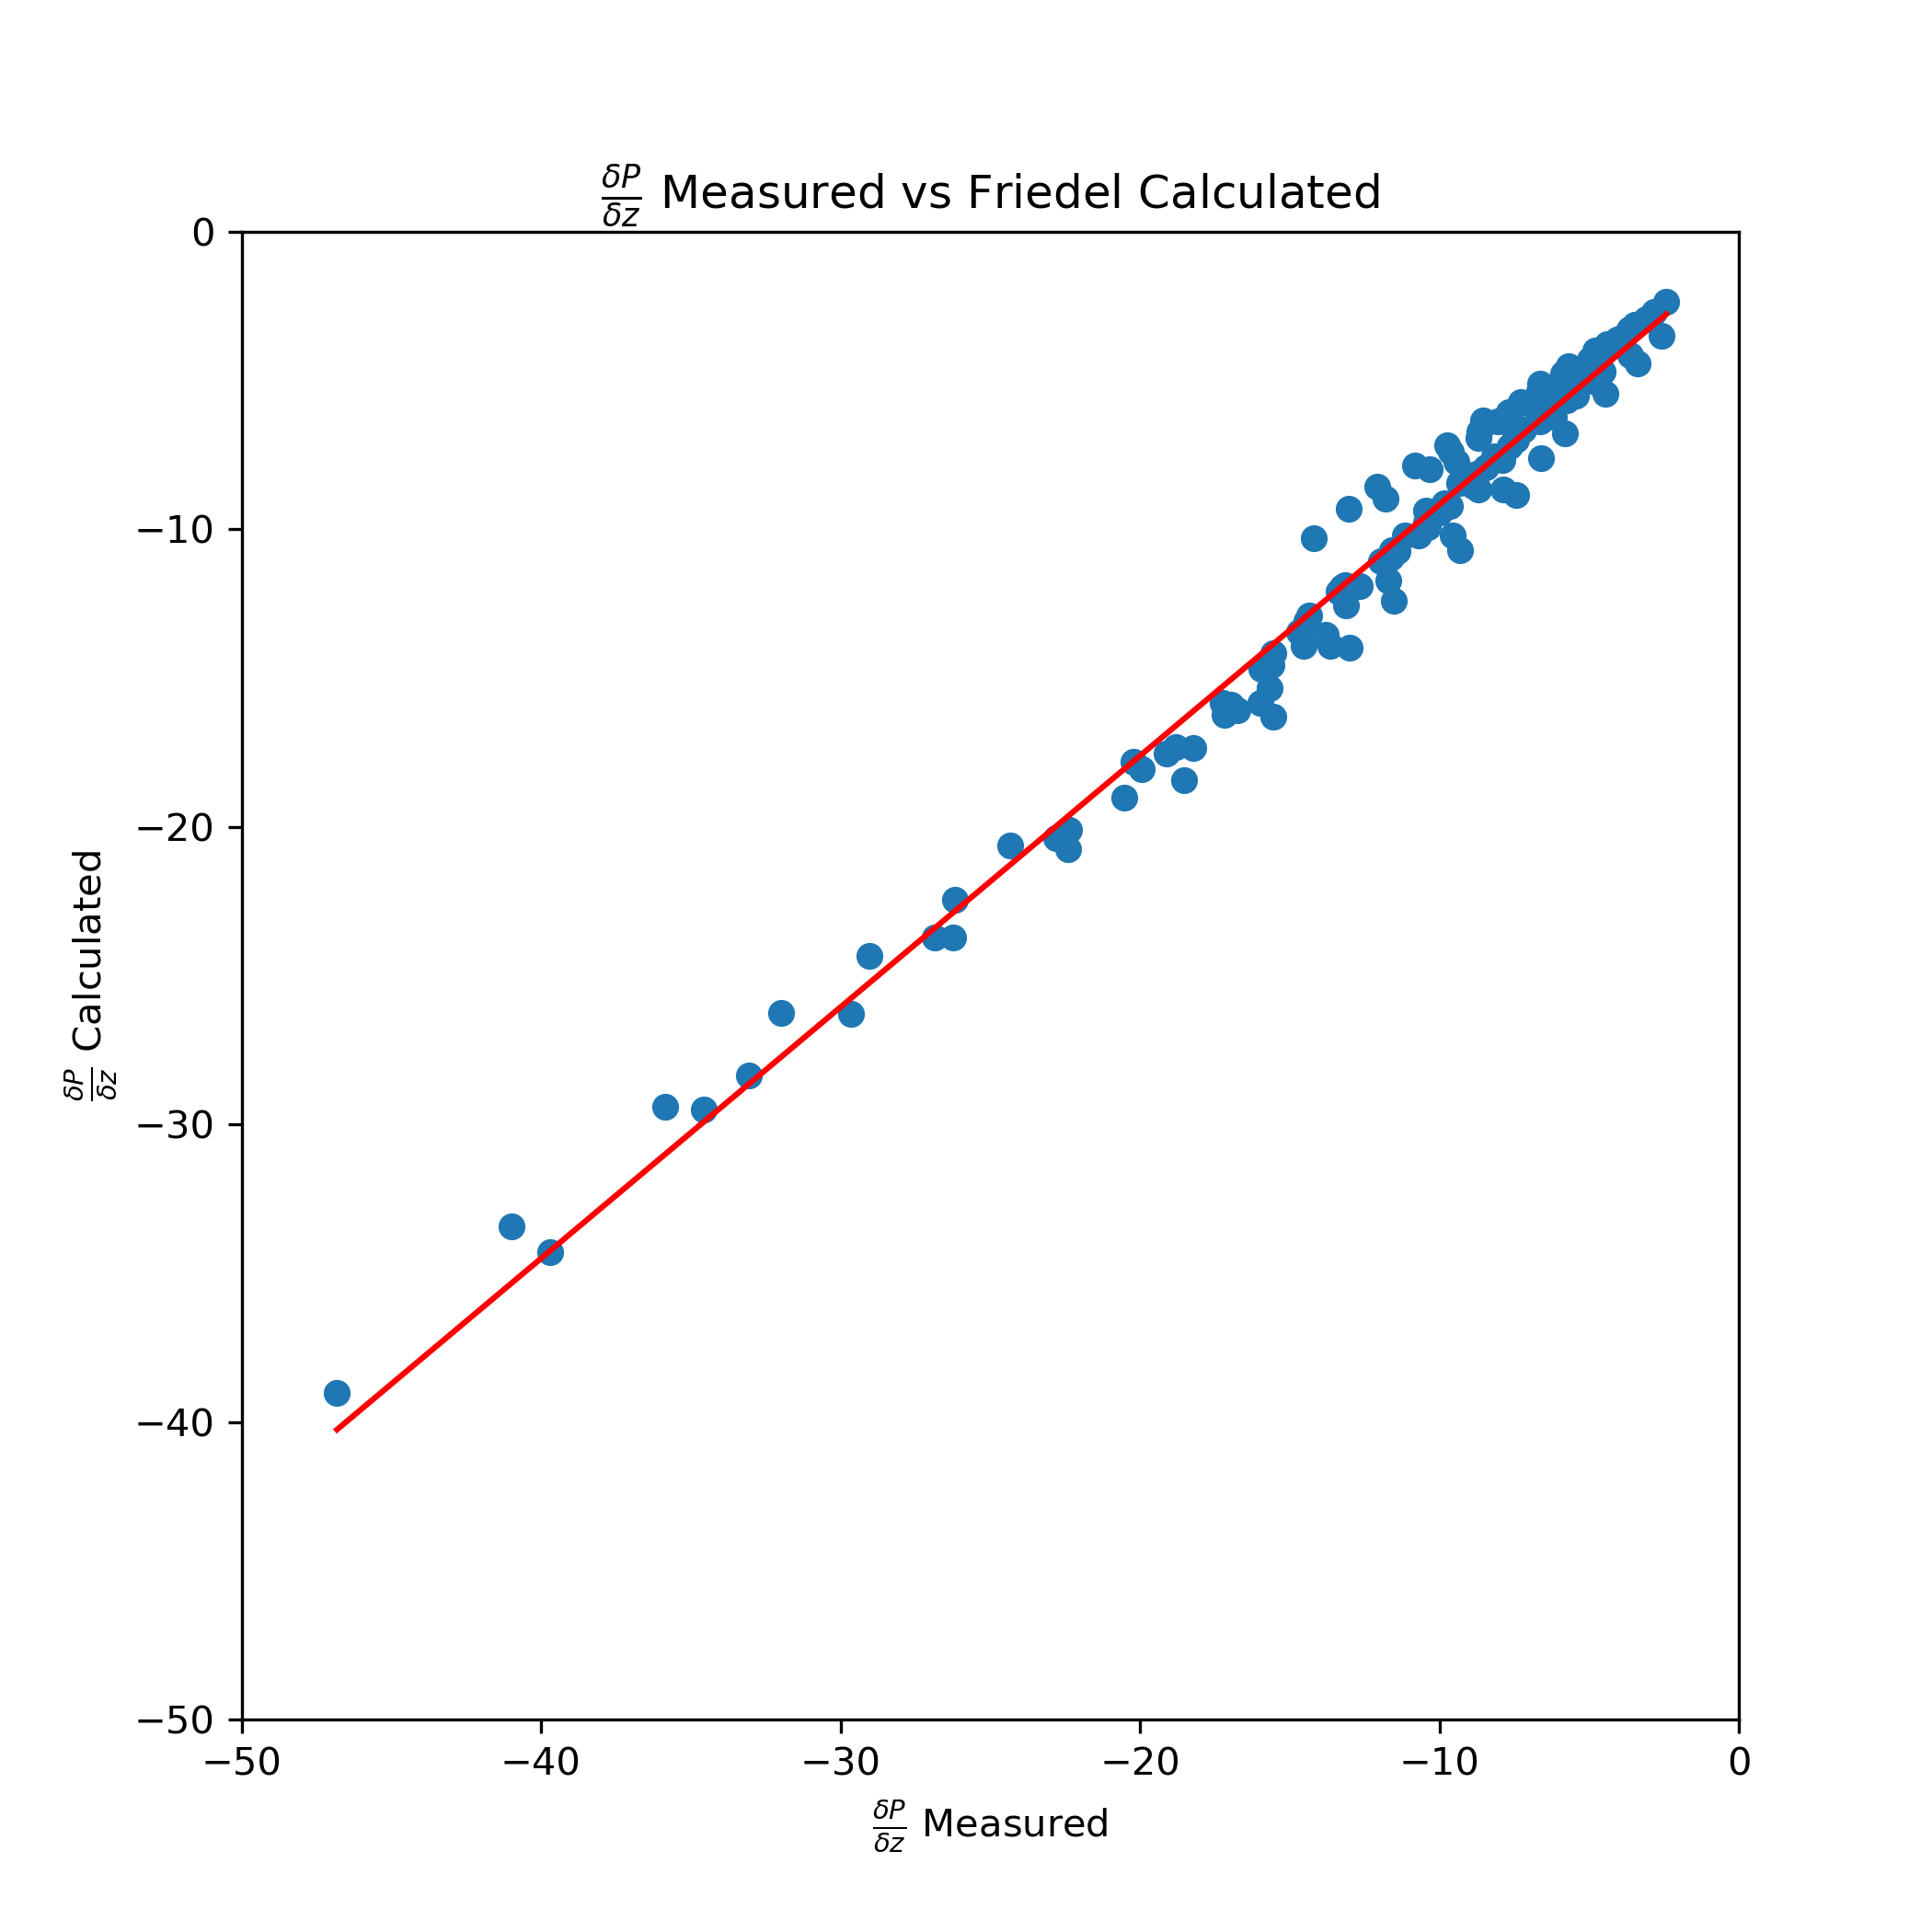 δP/δz Measured vs Friedel Calculated
0
−10
−20
−30
−40
−50
δP/δz Calculated
−50 −40 −30 −20 −10 0
δP/δz Measured